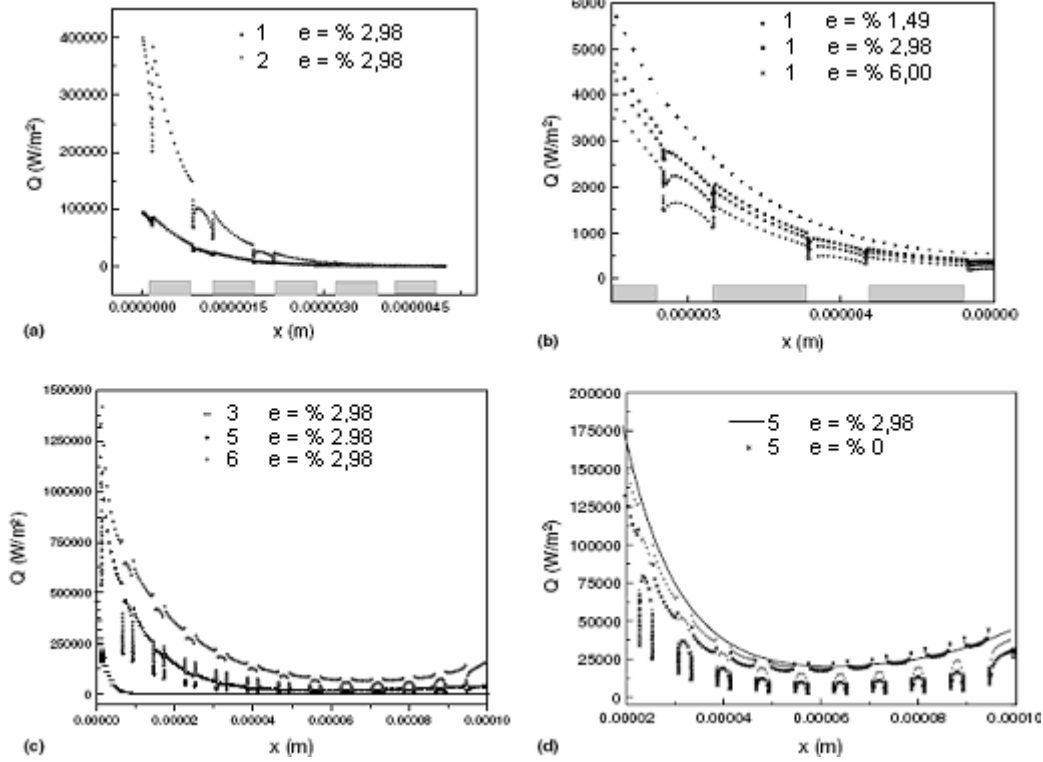 400000
300000
200000
100000
0
Q (W/m²)
1 e = % 2,98
2 e = % 2,98
0.0000000
0.0000015
0.0000030
0.0000045
x (m)
(a)
6000
5000
4000
3000
2000
1000
0
Q (W/m²)
1 e = % 1,49
1 e = % 2,98
1 e = % 6,00
0.000003
0.000004
0.00000
x (m)
(b)
1500000
1250000
1000000
750000
500000
250000
0
Q (W/m²)
3 e = % 2,98
5 e = % 2.98
6 e = % 2,98
0.00000
0.00002
0.00004
0.00006
0.00008
0.00010
x (m)
(c)
200000
175000
150000
125000
100000
75000
50000
25000
0
Q (W/m²)
5 e = % 2,98
5 e = % 0
0.00002
0.00004
0.00006
0.00008
0.00010
x (m)
(d)